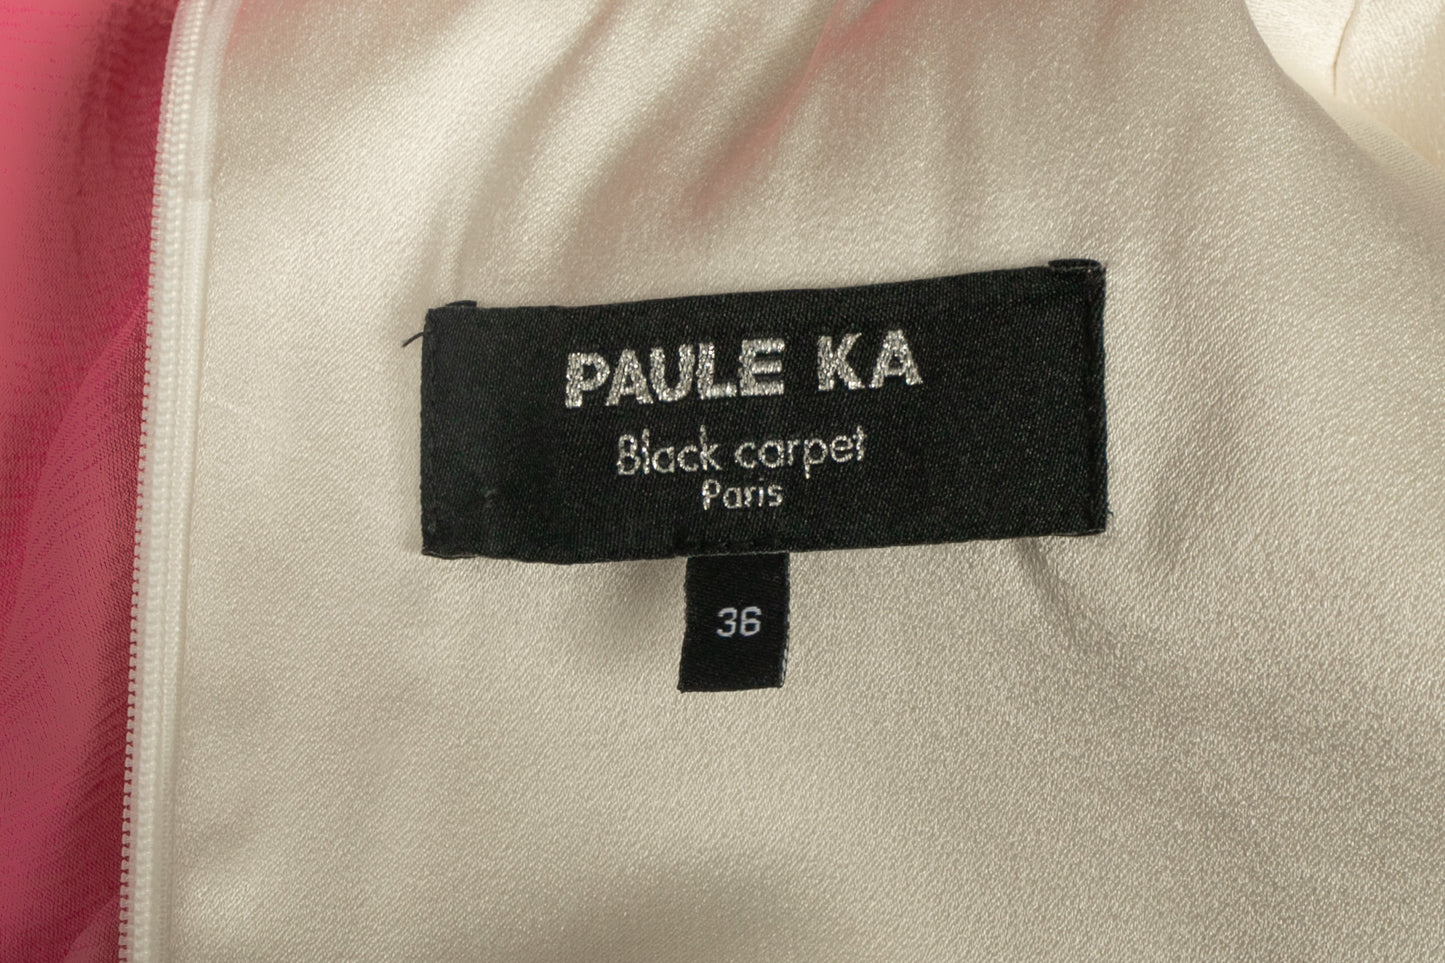 PAULE KA
Black carpet
Paris
36